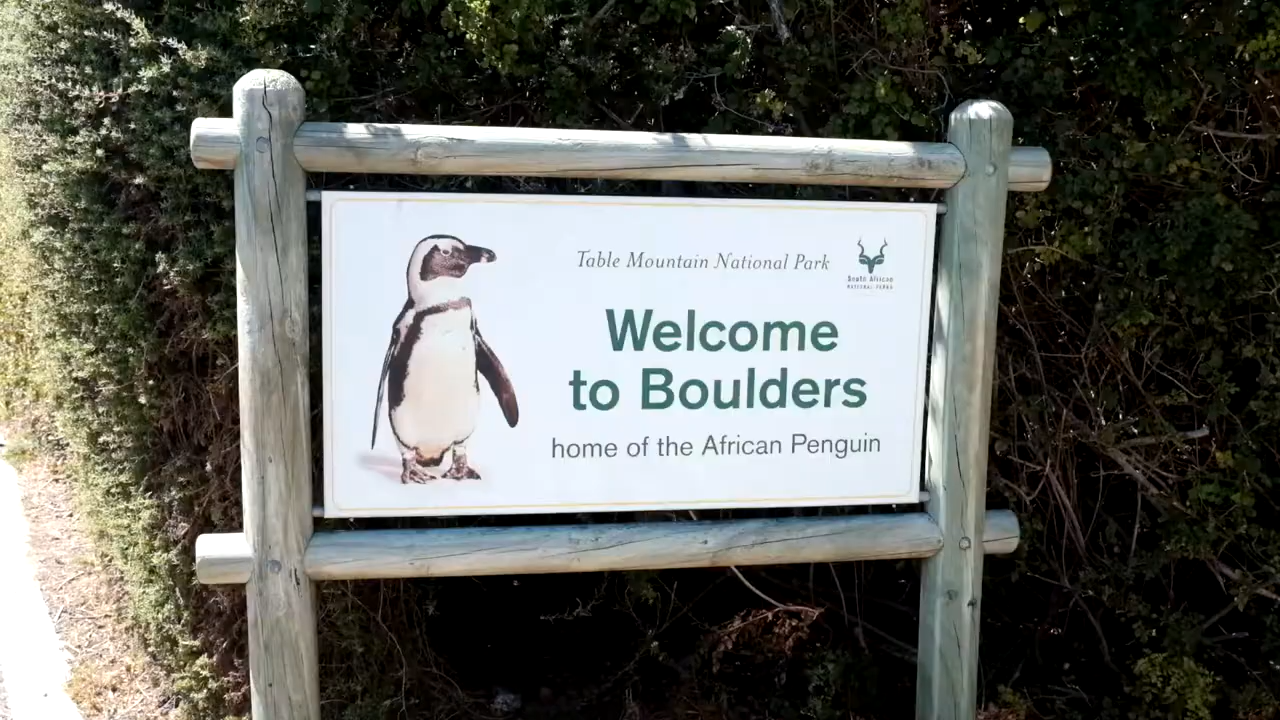 Table Mountain National Park
South African
NATIONAL PARKS
Welcome
to Boulders
home of the African Penguin